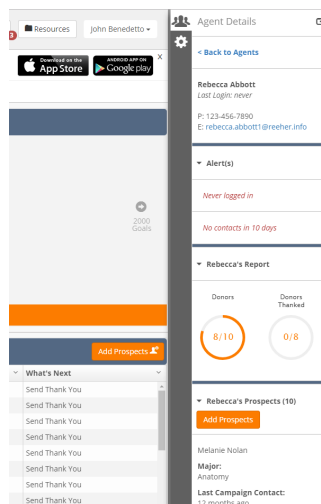 3
Resources
John Benedetto
Download on the
App Store
ANDROID APP ON
Google play
X
2000
Goals
Add Prospects
What's Next
Send Thank You
Send Thank You
Send Thank You
Send Thank You
Send Thank You
Send Thank You
Send Thank You
Send Thank You
Agent Details
< Back to Agents
Rebecca Abbott
Last Login: never
P: 123-456-7890
E: rebecca.abbott1@reeher.info
Alert(s)
Never logged in
No contacts in 10 days
Rebecca's Report
Donors
Donors
Thanked
8/10
0/8
Rebecca's Prospects (10)
Add Prospects
Melanie Nolan
Major:
Anatomy
Last Campaign Contact:
12 months ago